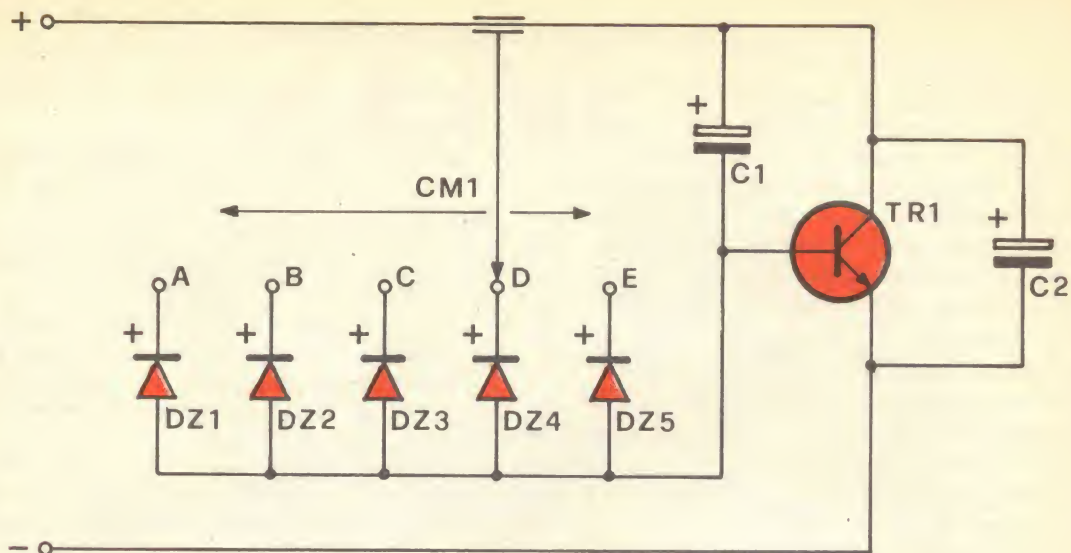 +
C1
+
CM1
TR1
+
C2
A
B
C
D
E
+
+
+
+
+
DZ1
DZ2
DZ3
DZ4
DZ5
-